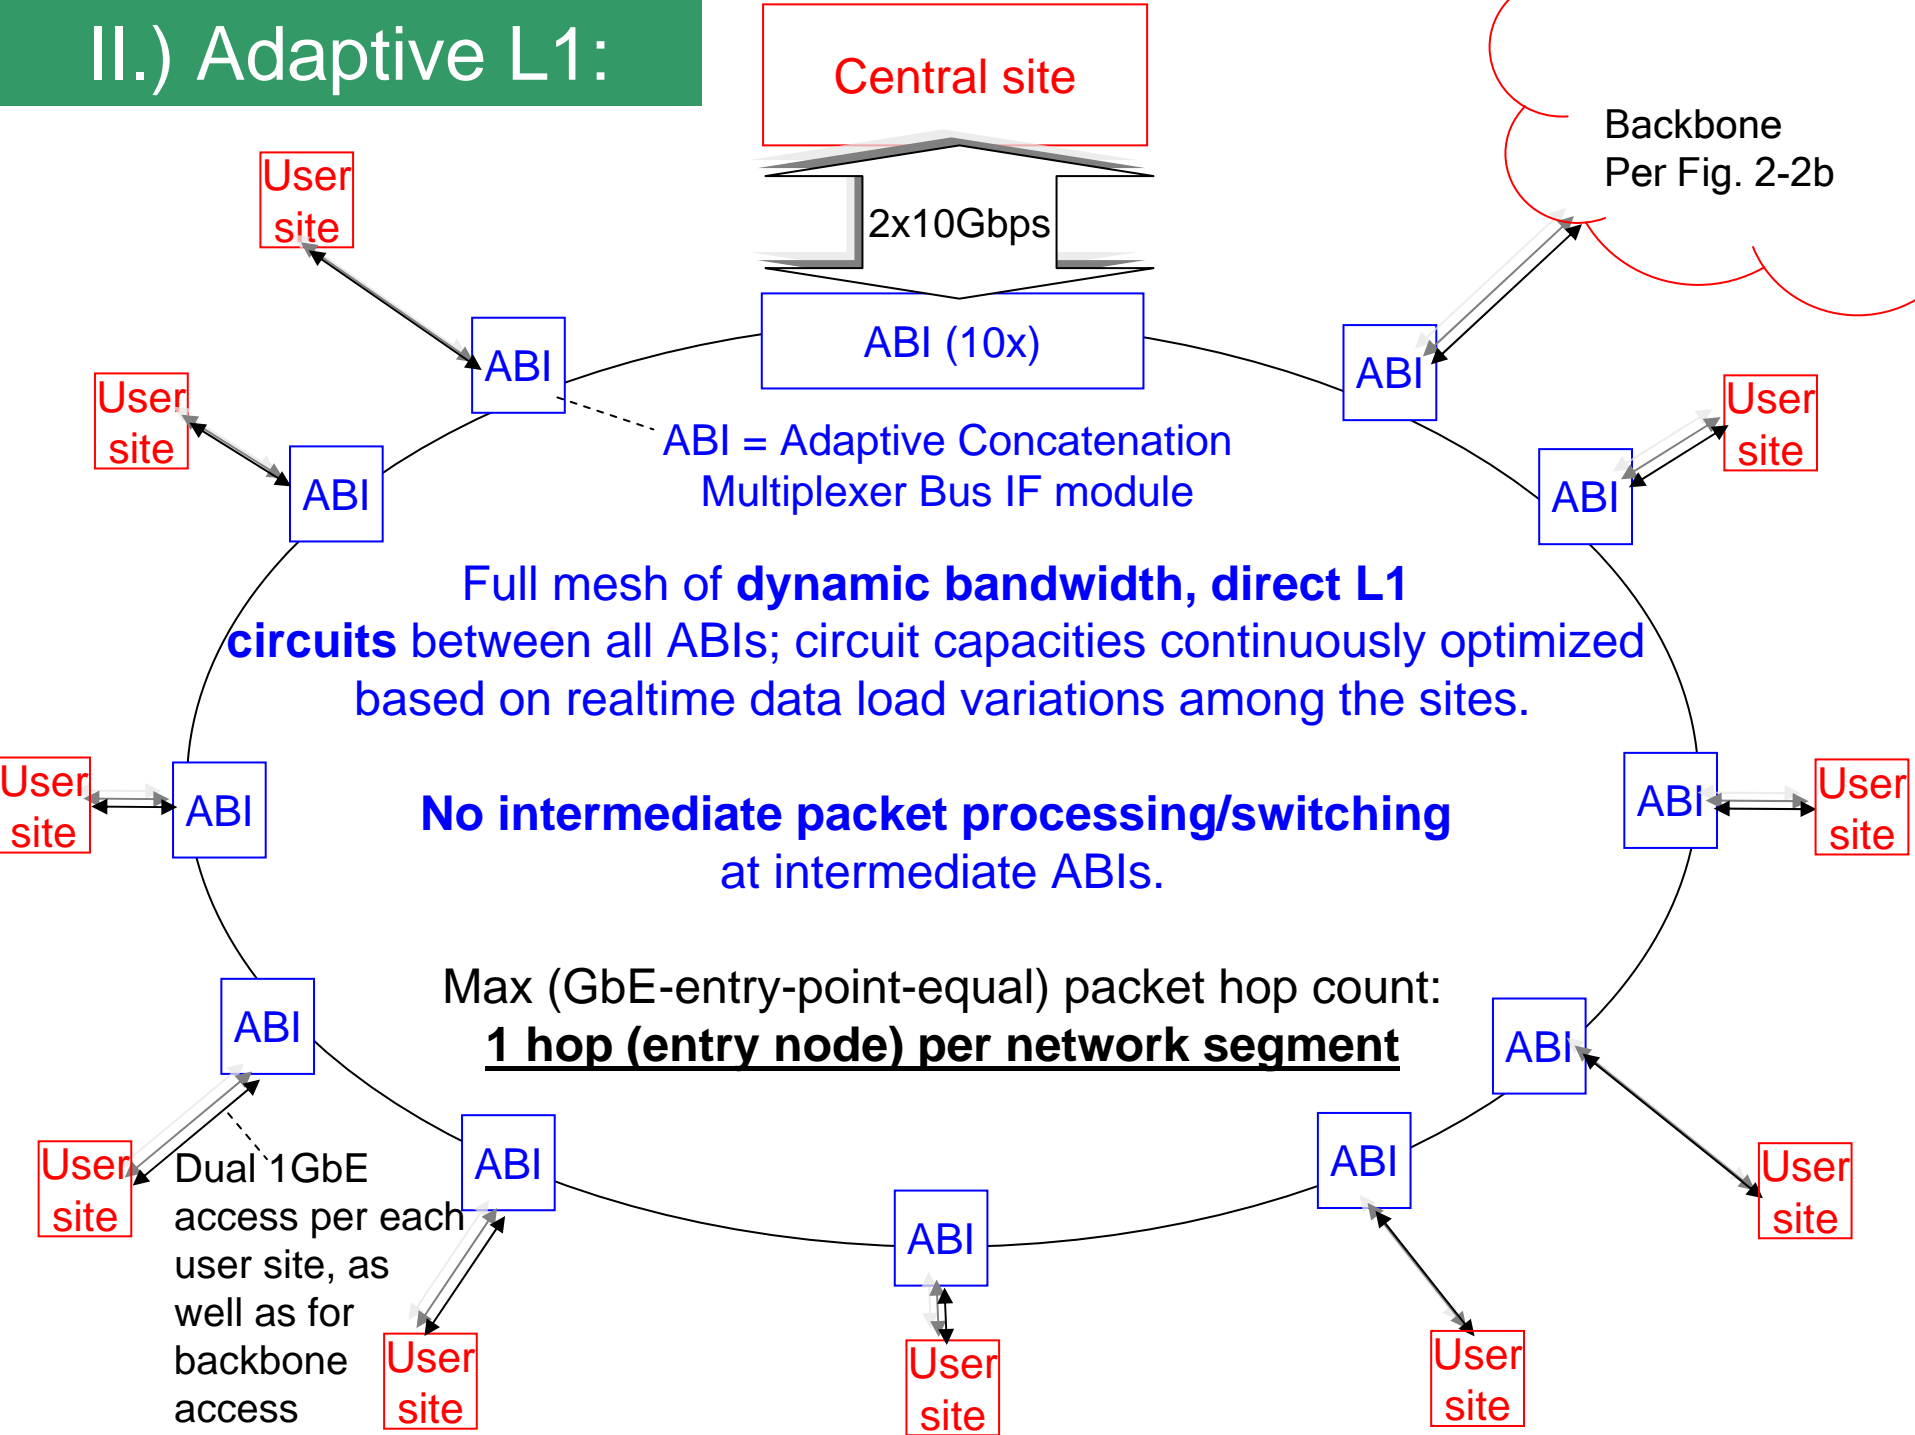 II.) Adaptive L1:
Central site
Backbone
Per Fig. 2-2b
User
site
2x10Gbps
ABI (10x)
ABI
ABI
User
site
User
site
ABI = Adaptive Concatenation
Multiplexer Bus IF module
ABI
ABI
Full mesh of dynamic bandwidth, direct L1
circuits between all ABIs; circuit capacities continuously optimized
based on realtime data load variations among the sites.
User
site
ABI
No intermediate packet processing/switching
at intermediate ABIs.
ABI
User
site
Max (GbE-entry-point-equal) packet hop count:
1 hop (entry node) per network segment
ABI
ABI
User
site
Dual 1GbE
access per each
user site, as
well as for
backbone
access
ABI
ABI
ABI
User
site
User
site
User
site
User
site